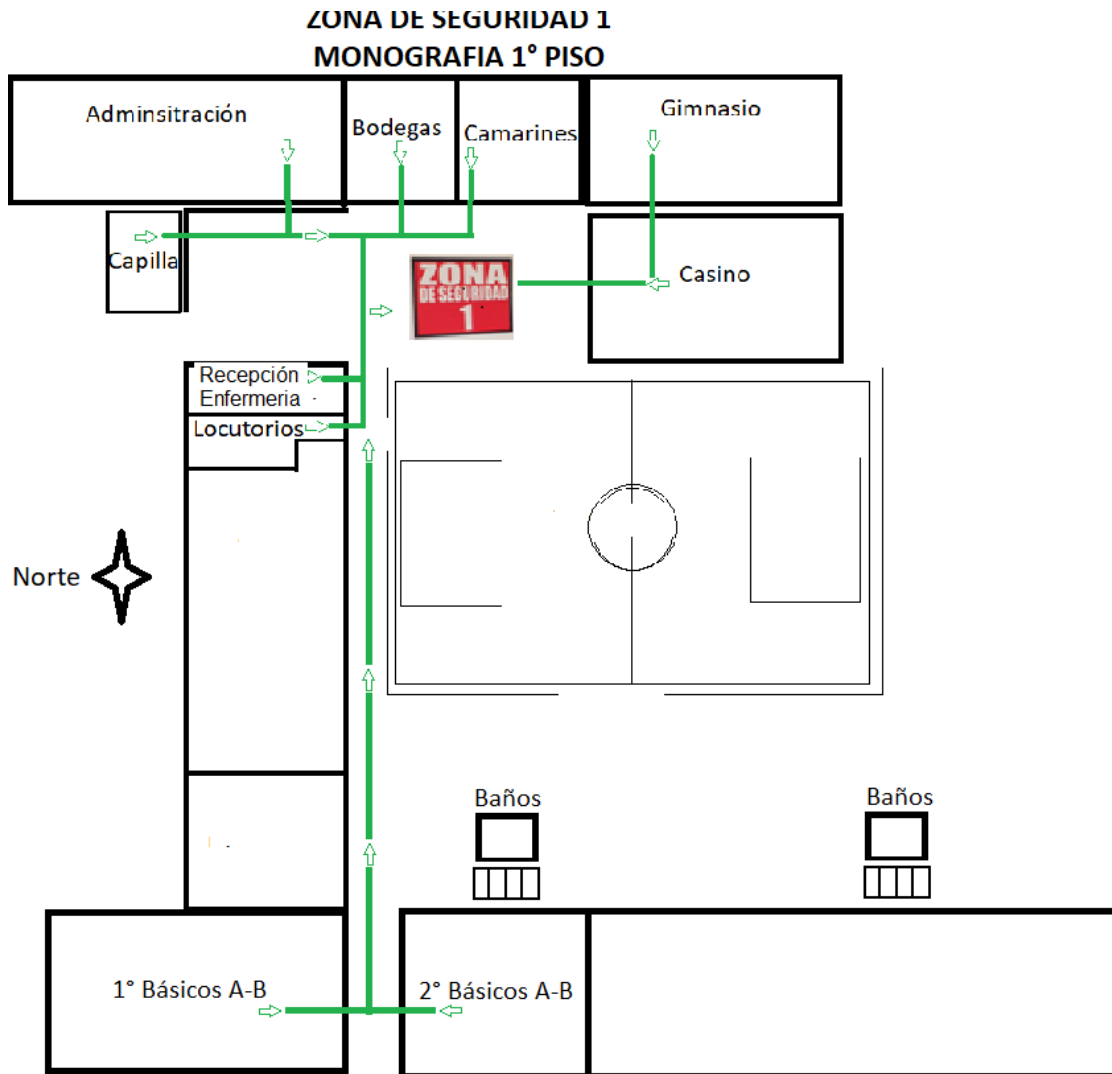 ZONA DE SEGURIDAD 1
MONOGRAFIA 1° PISO
Adminsitración
Bodegas
Camarines
Gimnasio
Capilla
ZONA
DE SEGURIDAD
1
Casino
Recepción
Enfermeria
Locutorios
Norte
Baños
Baños
1° Básicos A-B
2° Básicos A-B